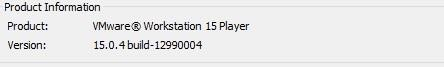 Product Information
Product: VMware® Workstation 15 Player
Version: 15.0.4 build-12990004